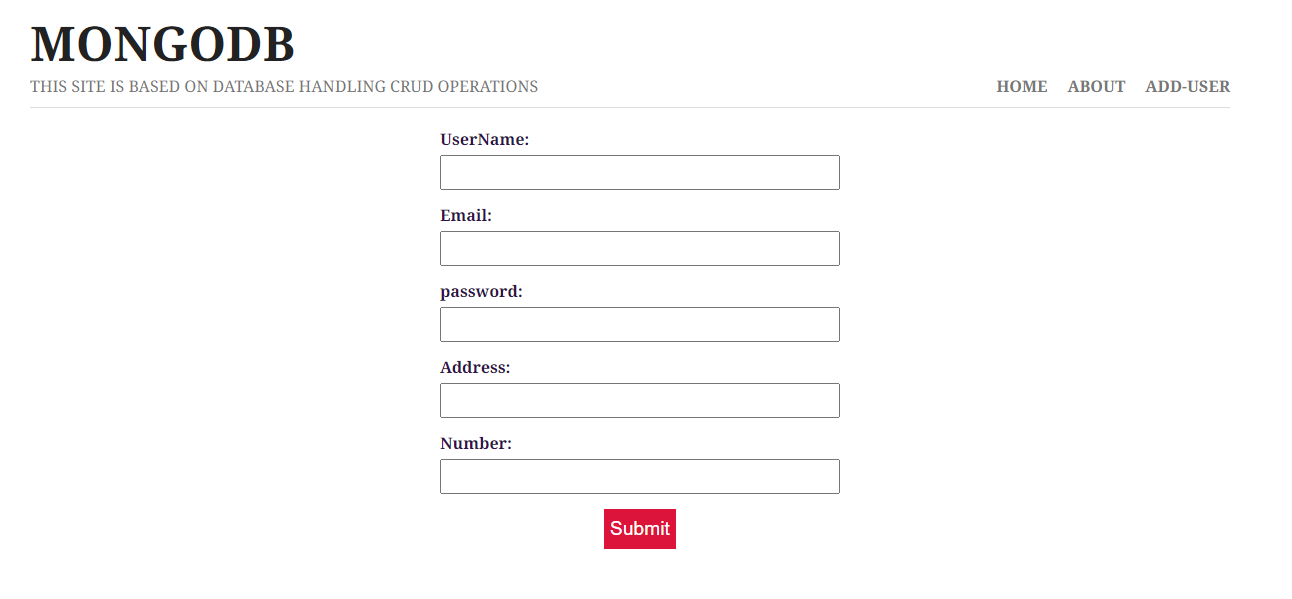 MONGODB
THIS SITE IS BASED ON DATABASE HANDLING CRUD OPERATIONS
HOME ABOUT ADD-USER
UserName:
Email:
password:
Address:
Number:
Submit